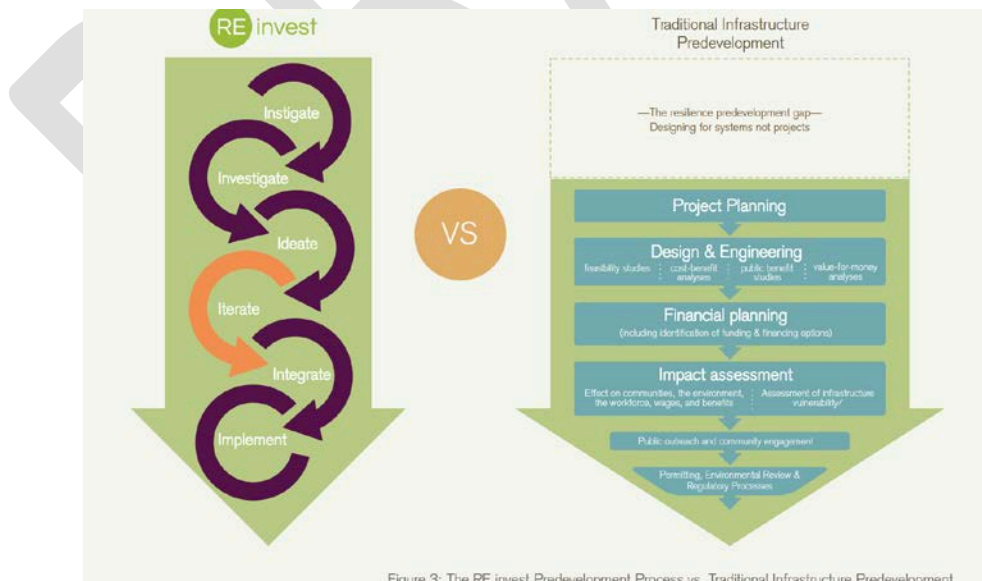 RE invest
Instigate
Investigate
Ideate
Iterate
Integrate
Implement
VS
Traditional Infrastructure
Predevelopment
—The resilience predevelopment gap—
Designing for systems not projects
Project Planning
Design & Engineering
feasibility studies
cost-benefit
analyses
public benefit
studies
value-for-money
analyses
Financial planning
(including identification of funding & financing options)
Impact assessment
Effect on communities, the environment,
the workforce, wages, and benefits
Assessment of infrastructure
vulnerability
Public outreach and community engagement
Permitting, Environmental Review &
Regulatory Processes
Figure 3: The RE.invest Predevelopment Process vs. Traditional Infrastructure Predevelopment